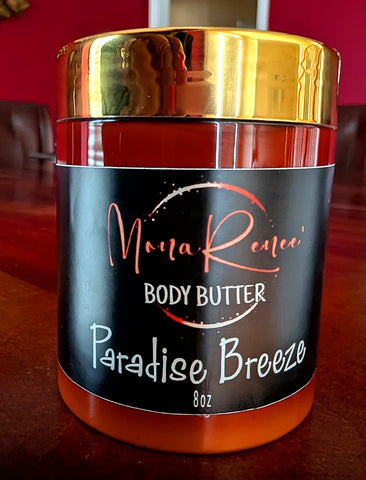 Mona Renee'
BODY BUTTER
Paradise Breeze
8oz